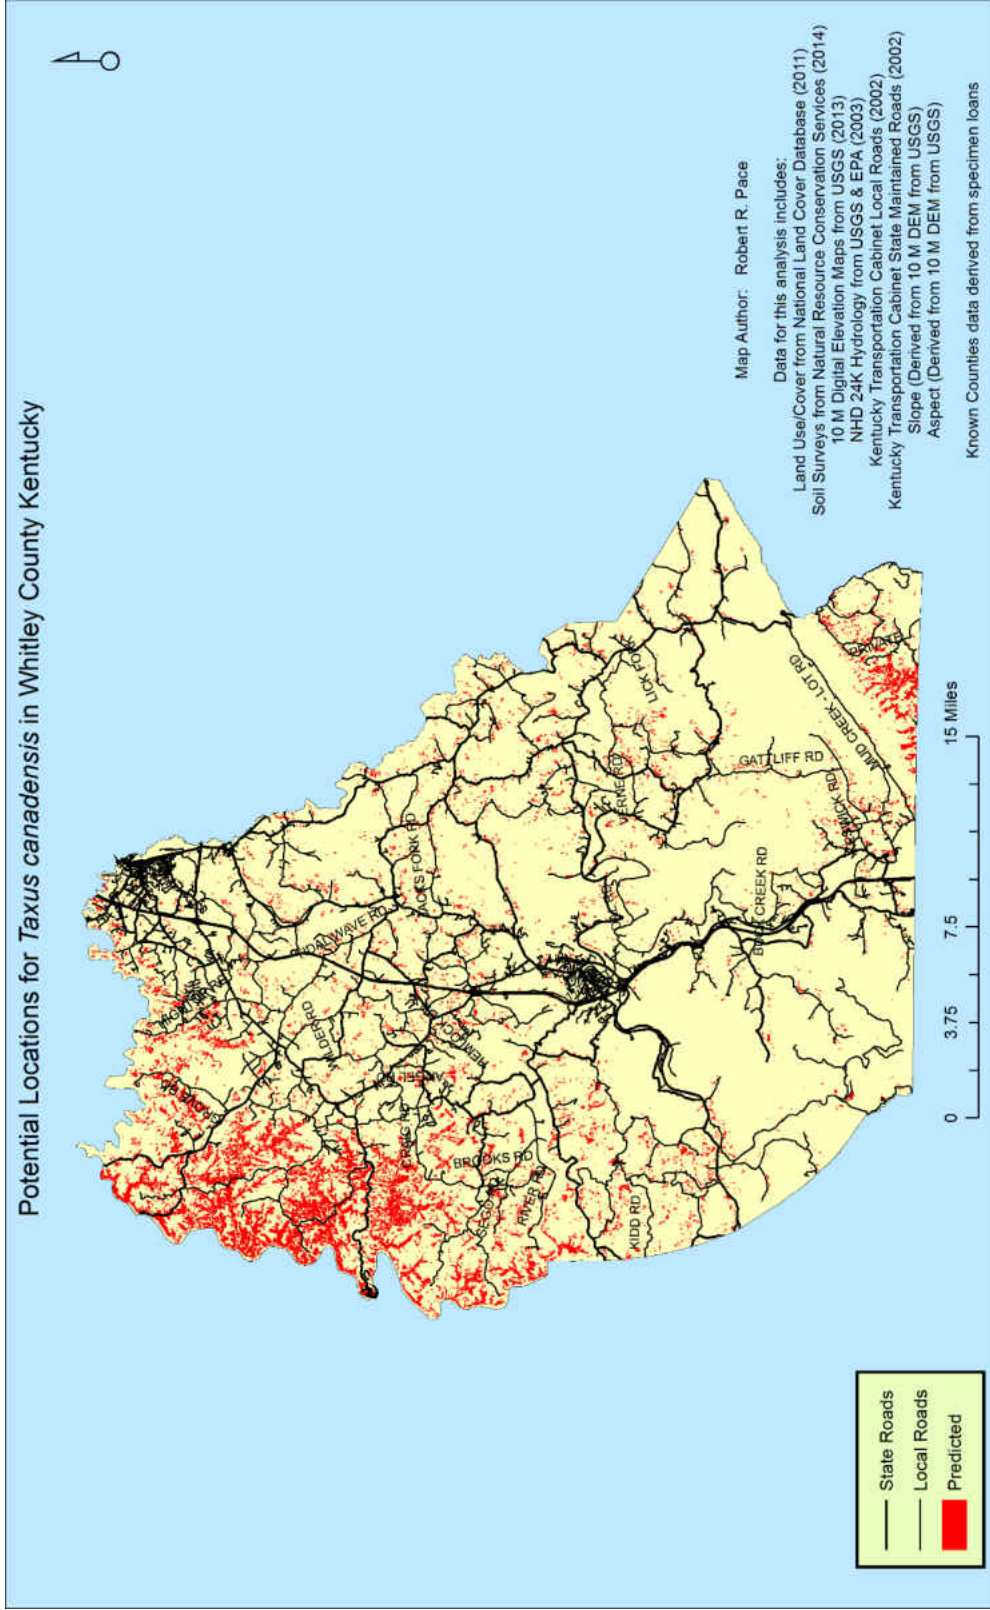 Potential Locations for Taxus canadensis in Whitley County Kentucky
Map Author: Robert R. Pace
Data for this analysis includes:
Land Use/Cover from National Land Cover Database (2011)
Soil Surveys from Natural Resource Conservation Services (2014)
10 M Digital Elevation Maps from USGS (2013)
NHD 24K Hydrology from USGS & EPA (2003)
Kentucky Transportation Cabinet Local Roads (2002)
Kentucky Transportation Cabinet State Maintained Roads (2002)
Slope (Derived from 10 M DEM from USGS)
Aspect (Derived from 10 M DEM from USGS)
Known Counties data derived from specimen loans
WILDER RD
CRAIG RD
BROOKS RD
RIVER RD
KIDD RD
LICK FORK
GATTLIFF RD
MUD CREEK - LOT RD
CREEK RD
0
3.75
7.5
15 Miles
State Roads
Local Roads
Predicted